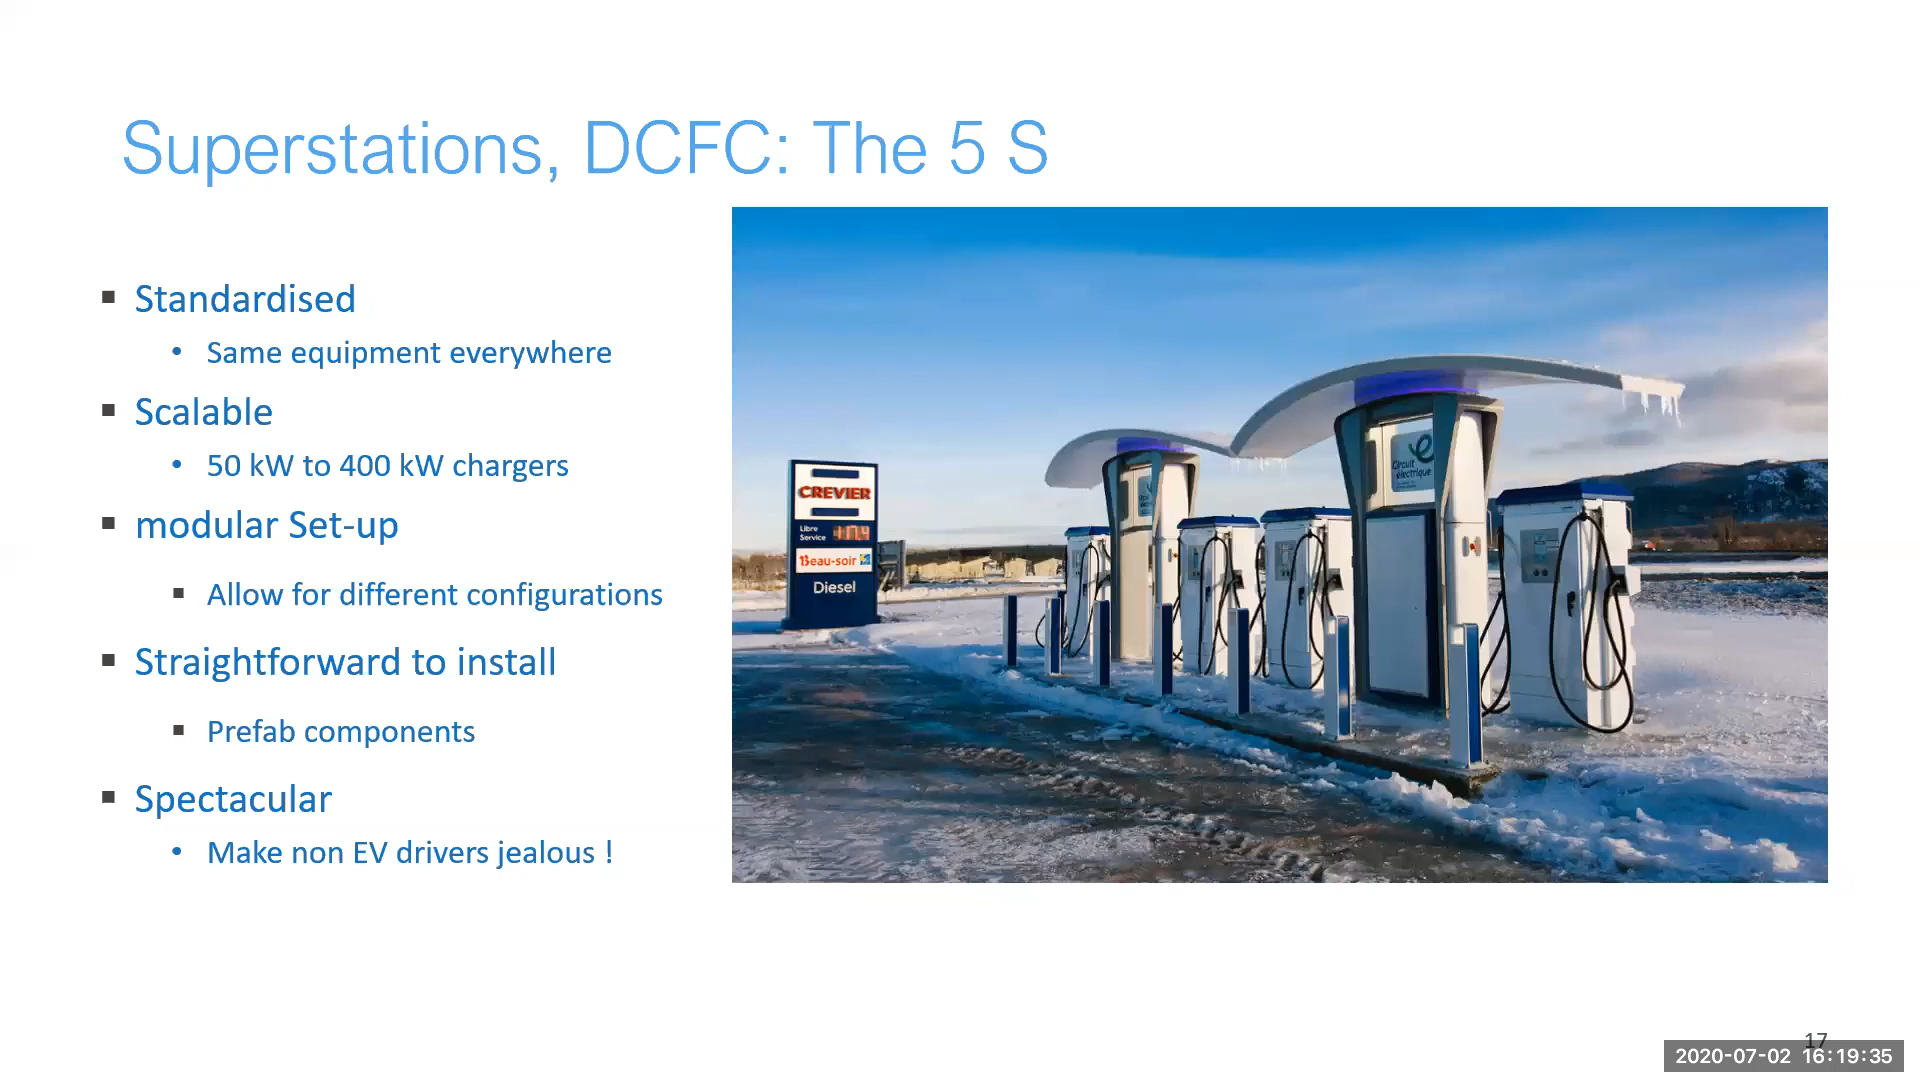 Superstations, DCFC: The 5 S
Standardised
Same equipment everywhere
Scalable
50 kW to 400 kW chargers
modular Set-up
Allow for different configurations
Straightforward to install
Prefab components
Spectacular
Make non EV drivers jealous !
CREVIER
Libre
Service
Beau-soir
Diesel
Circuit
électrique
17
2020-07-02 16:19:35